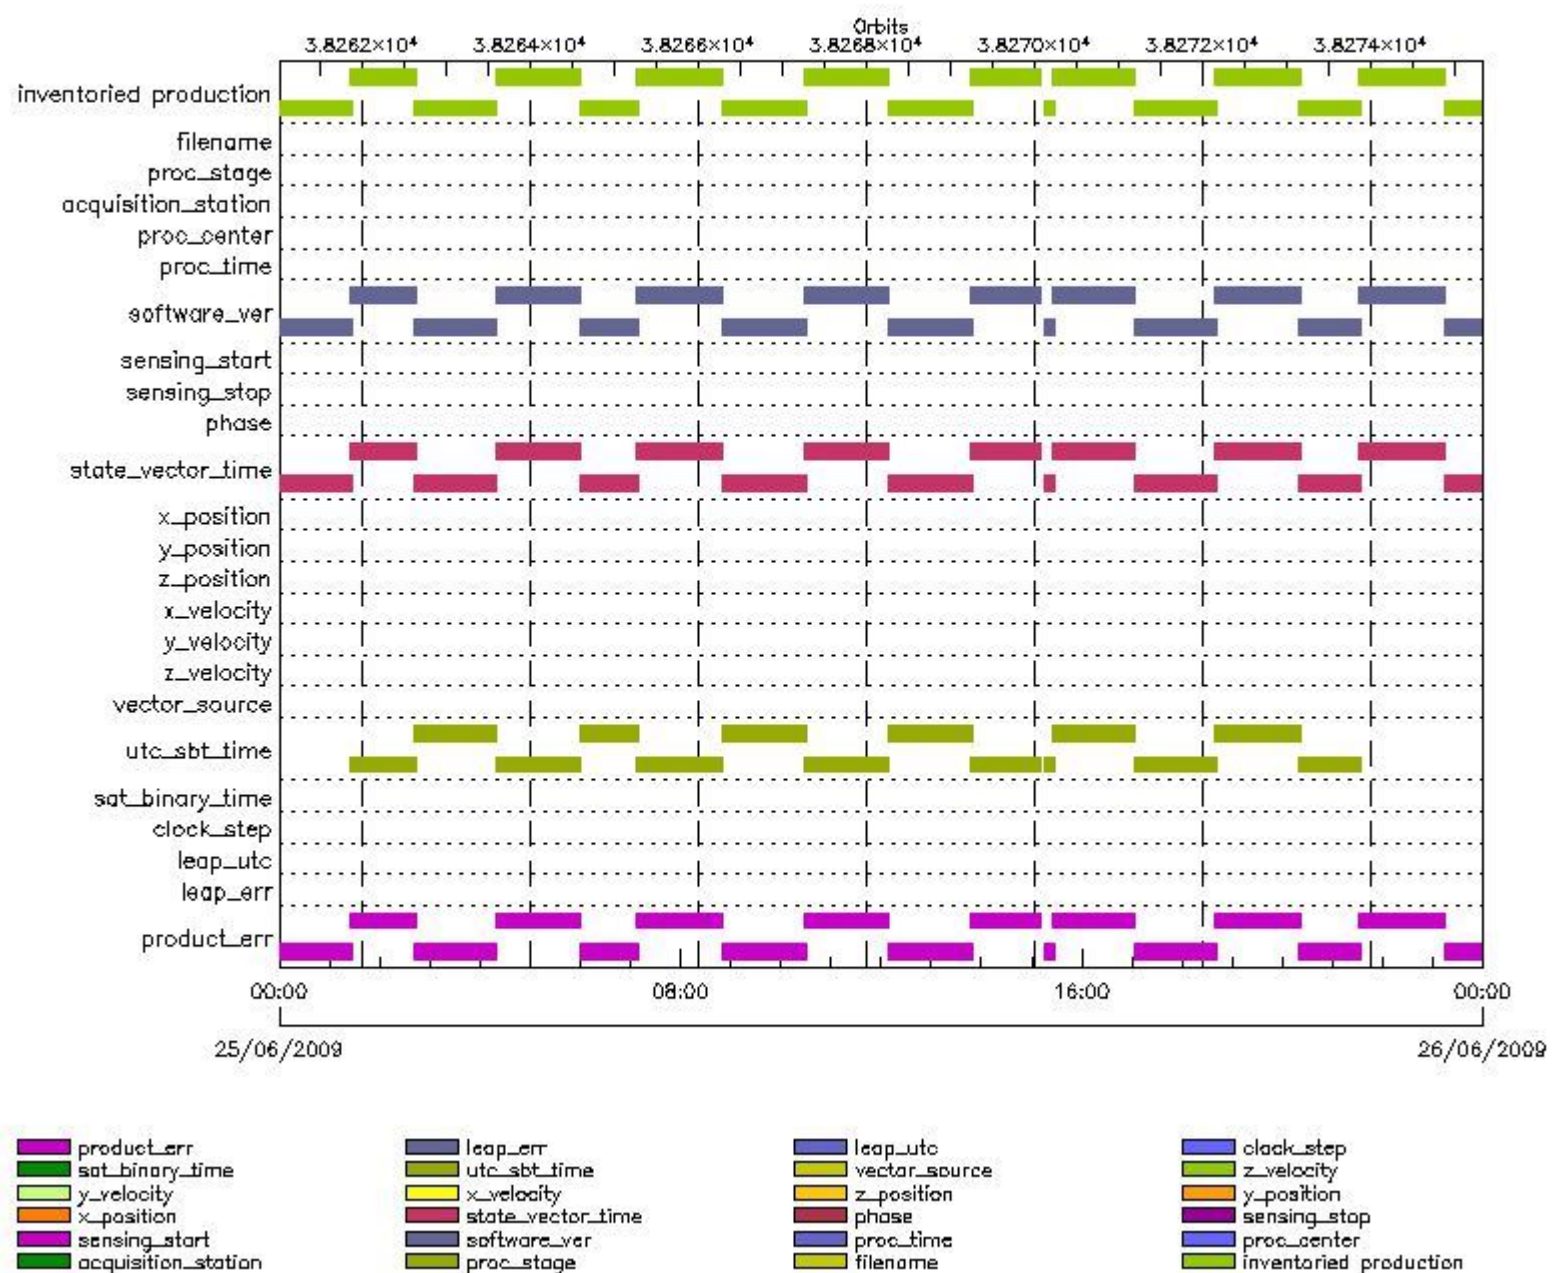 Orbits
3.8262×10⁴ 3.8264×10⁴ 3.8266×10⁴ 3.8268×10⁴ 3.8270×10⁴ 3.8272×10⁴ 3.8274×10⁴
inventoried production
filename
proc_stage
acquisition_station
proc_center
proc_time
software_ver
sensing_start
sensing_stop
phase
state_vector_time
x_position
y_position
z_position
x_velocity
y_velocity
z_velocity
vector_source
utc_sbt_time
sat_binary_time
clock_step
leap_utc
leap_err
product_err
00:00 08:00 16:00 00:00
25/06/2009 26/06/2009
product_err leap_err leap_utc clock_step
sat_binary_time utc_sbt_time vector_source z_velocity
y_velocity x_velocity z_position y_position
x_position state_vector_time phase sensing_stop
sensing_start software_ver proc_time proc_center
acquisition_station proc_stage filename inventoried production